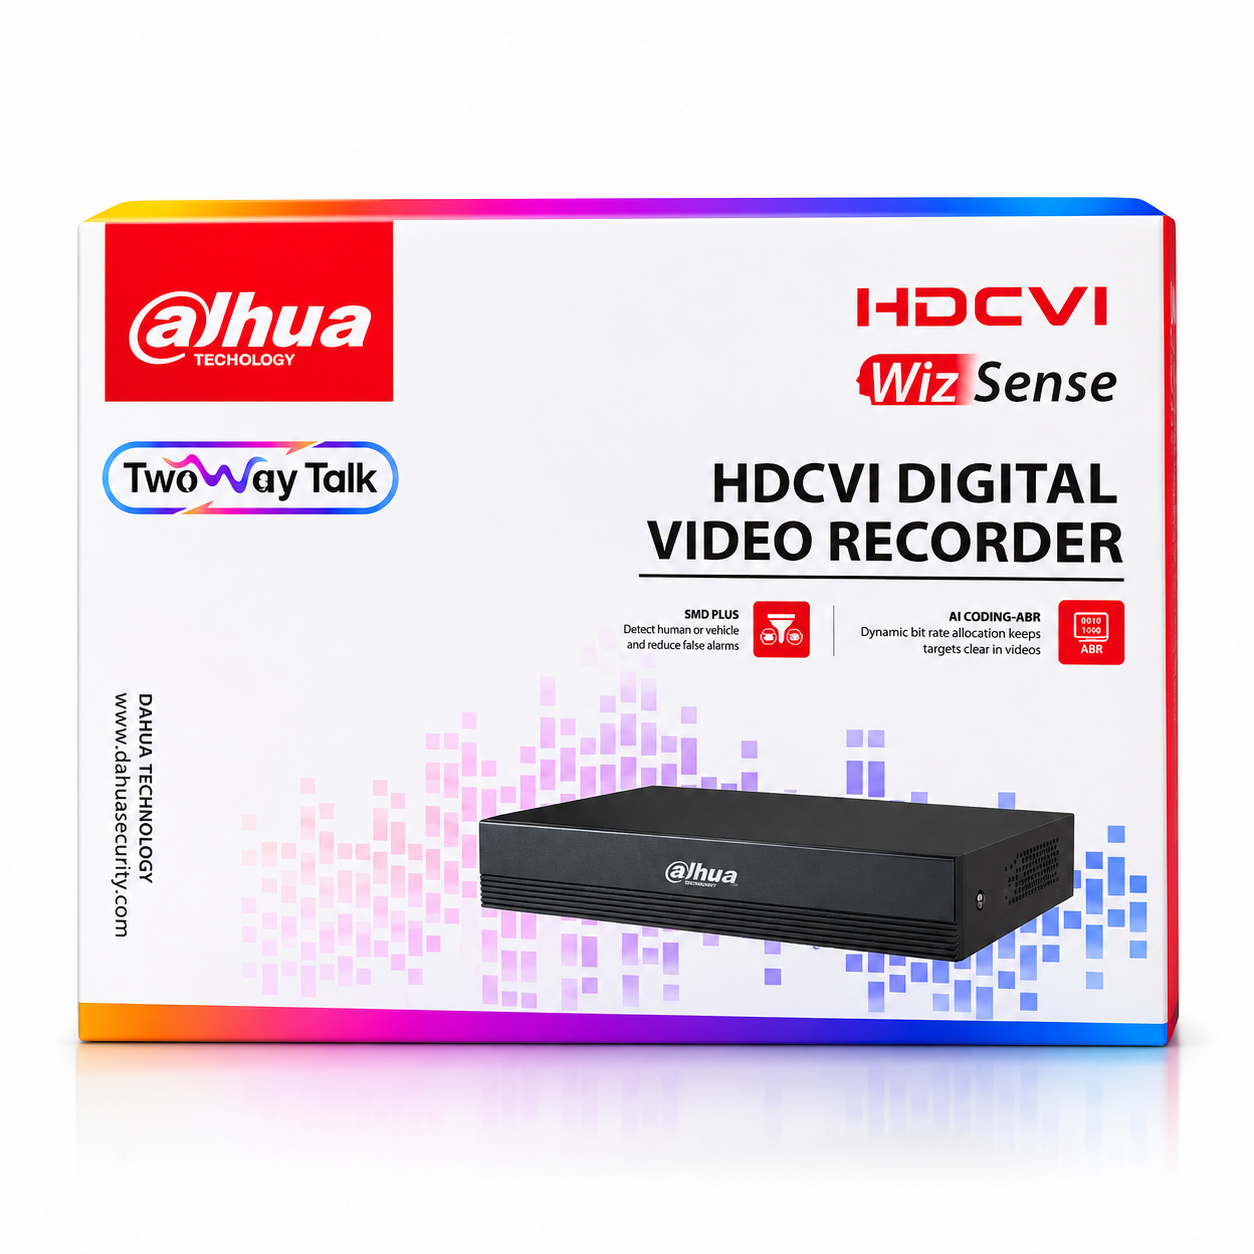 alhua
TECHOLOGY
TwoWay Talk
HDCVI
Wiz Sense
HDCVI DIGITAL
VIDEO RECORDER
SMD PLUS
Detect human or vehicle
and reduce false alarms
AI CODING-ABR
Dynamic bit rate allocation keeps
targets clear in videos
0010
1000
ABR
DAHUA TECHNOLOGY
www.dahuasecurity.com
alhua